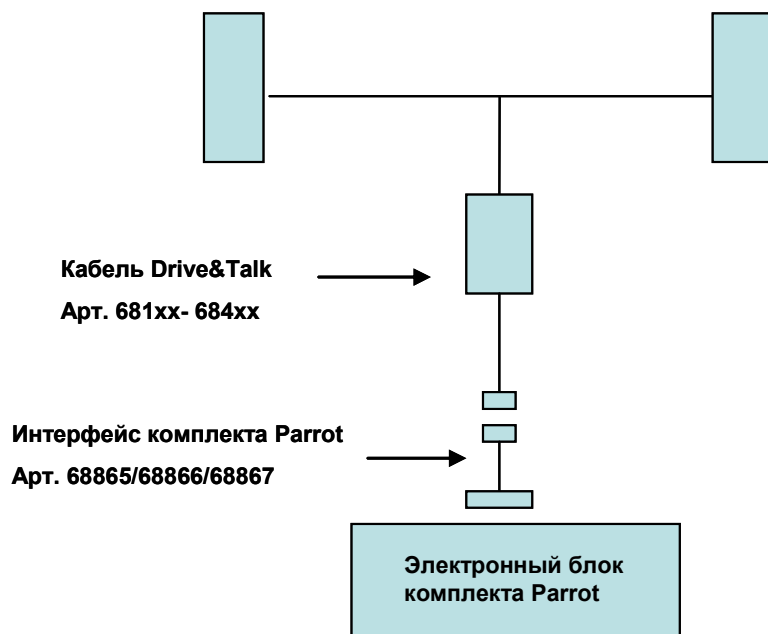 Кабель Drive&Talk
Арт. 681xx- 684xx
Интерфейс комплекта Parrot
Арт. 68865/68866/68867
Электронный блок
комплекта Parrot